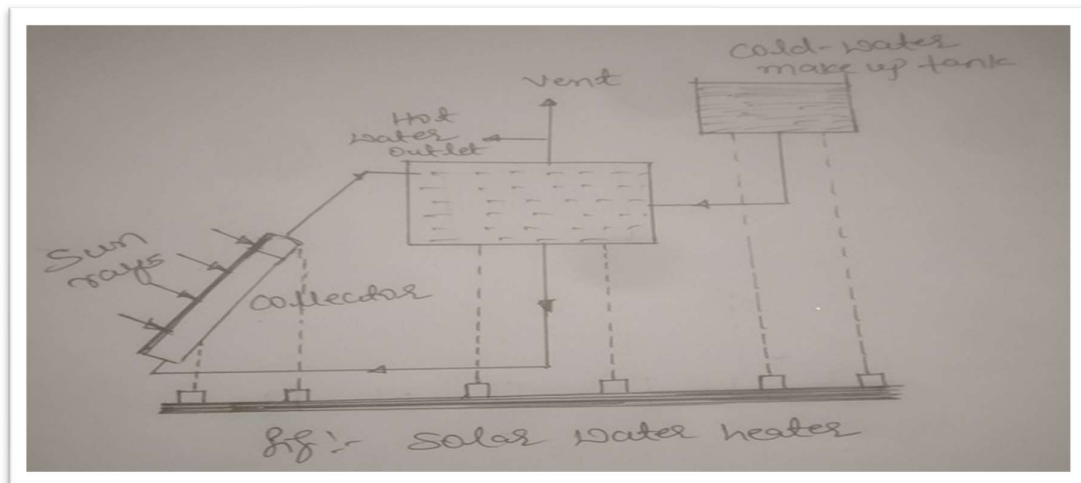 Cold-water
make up tank
Vent
Hot
water
outlet
Sun
rays
Collector
fig:- Solar Water heater